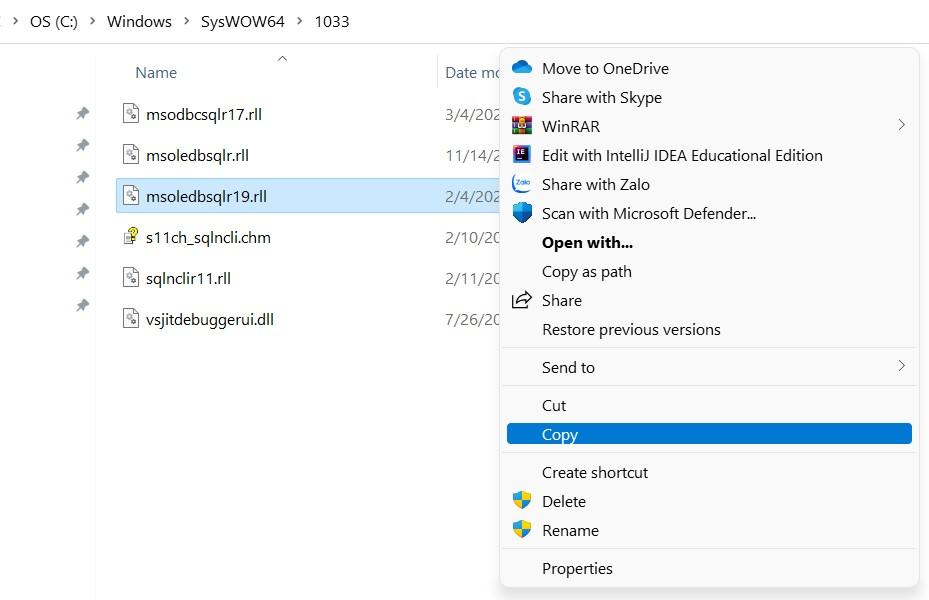 OS (C:) > Windows > SysWOW64 > 1033
Name
Date mo
msodbcsqlr17.rll
3/4/202
msoledbsqlr.rll
11/14/2
msoledbsqlr19.rll
2/4/202
s11ch_sqlncli.chm
2/10/20
sqlnclir11.rll
2/11/20
vsjitdebuggerui.dll
7/26/20
Move to OneDrive
Share with Skype
WinRAR
Edit with IntelliJ IDEA Educational Edition
Share with Zalo
Scan with Microsoft Defender...
Open with...
Copy as path
Share
Restore previous versions
Send to
Cut
Copy
Create shortcut
Delete
Rename
Properties